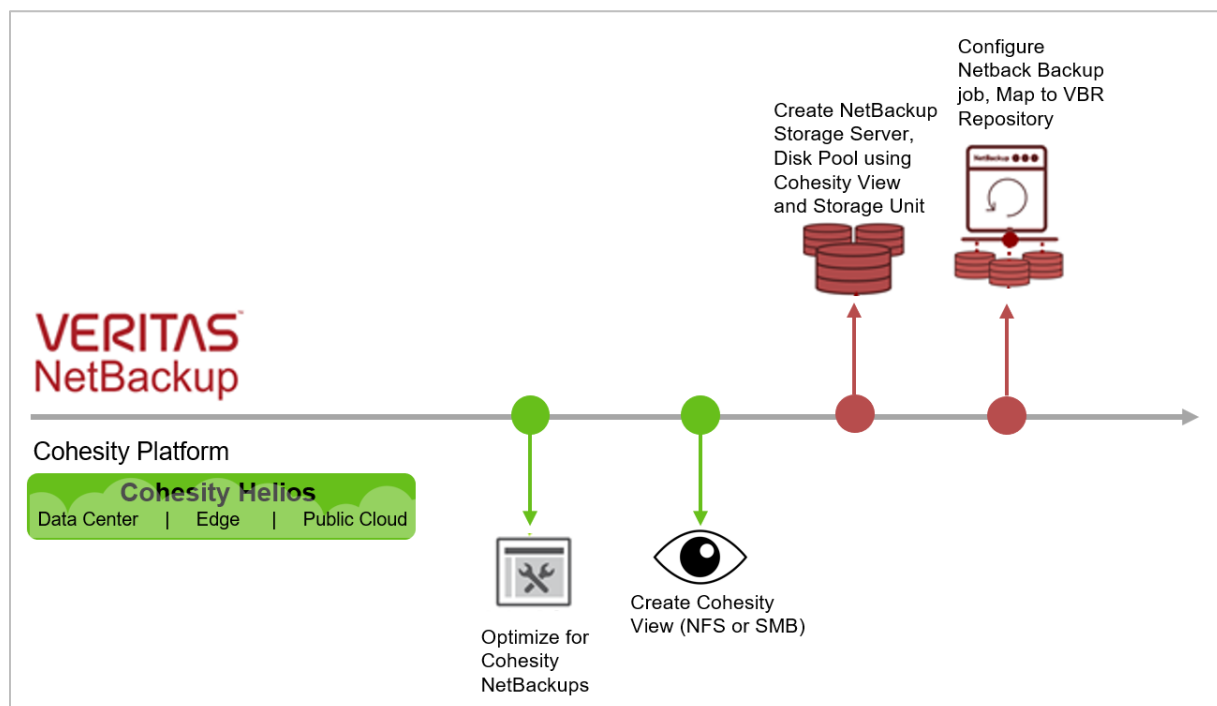 Configure
Netback Backup
job, Map to VBR
Repository
Create NetBackup
Storage Server,
Disk Pool using
Cohesity View
and Storage Unit
NetBackup
VERITAS™
NetBackup
Cohesity Platform
Cohesity Helios
Data Center | Edge | Public Cloud
Optimize for
Cohesity
NetBackups
Create Cohesity
View (NFS or SMB)